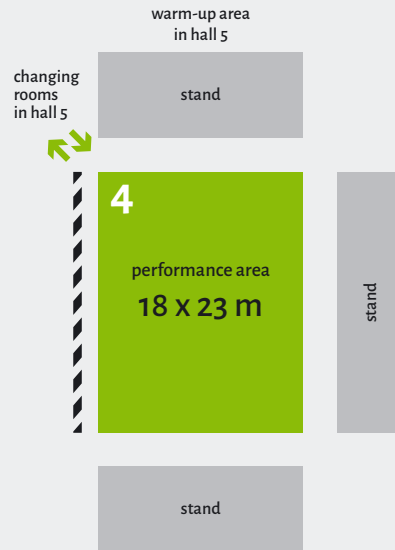 warm-up area
in hall 5
changing
rooms
in hall 5
stand
4
performance area
18 x 23 m
stand
stand